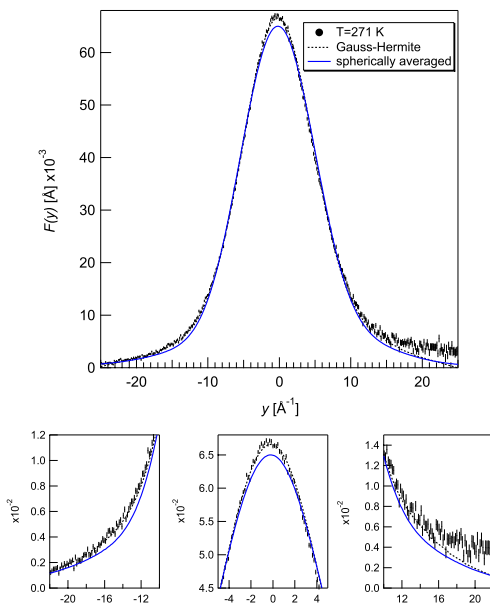 T=271 K
Gauss-Hermite
spherically averaged
60
50
40
30
20
10
0
F(y) [Å] x10⁻³
-20 -10 0 10 20
y [Å⁻¹]
1.2
1.0
0.8
0.6
0.4
0.2
0.0
x10⁻²
-20 -16 -12
6.5
6.0
5.5
5.0
4.5
x10⁻²
-4 -2 0 2 4
1.4
1.2
1.0
0.8
0.6
0.4
0.2
0.0
x10⁻²
12 16 20